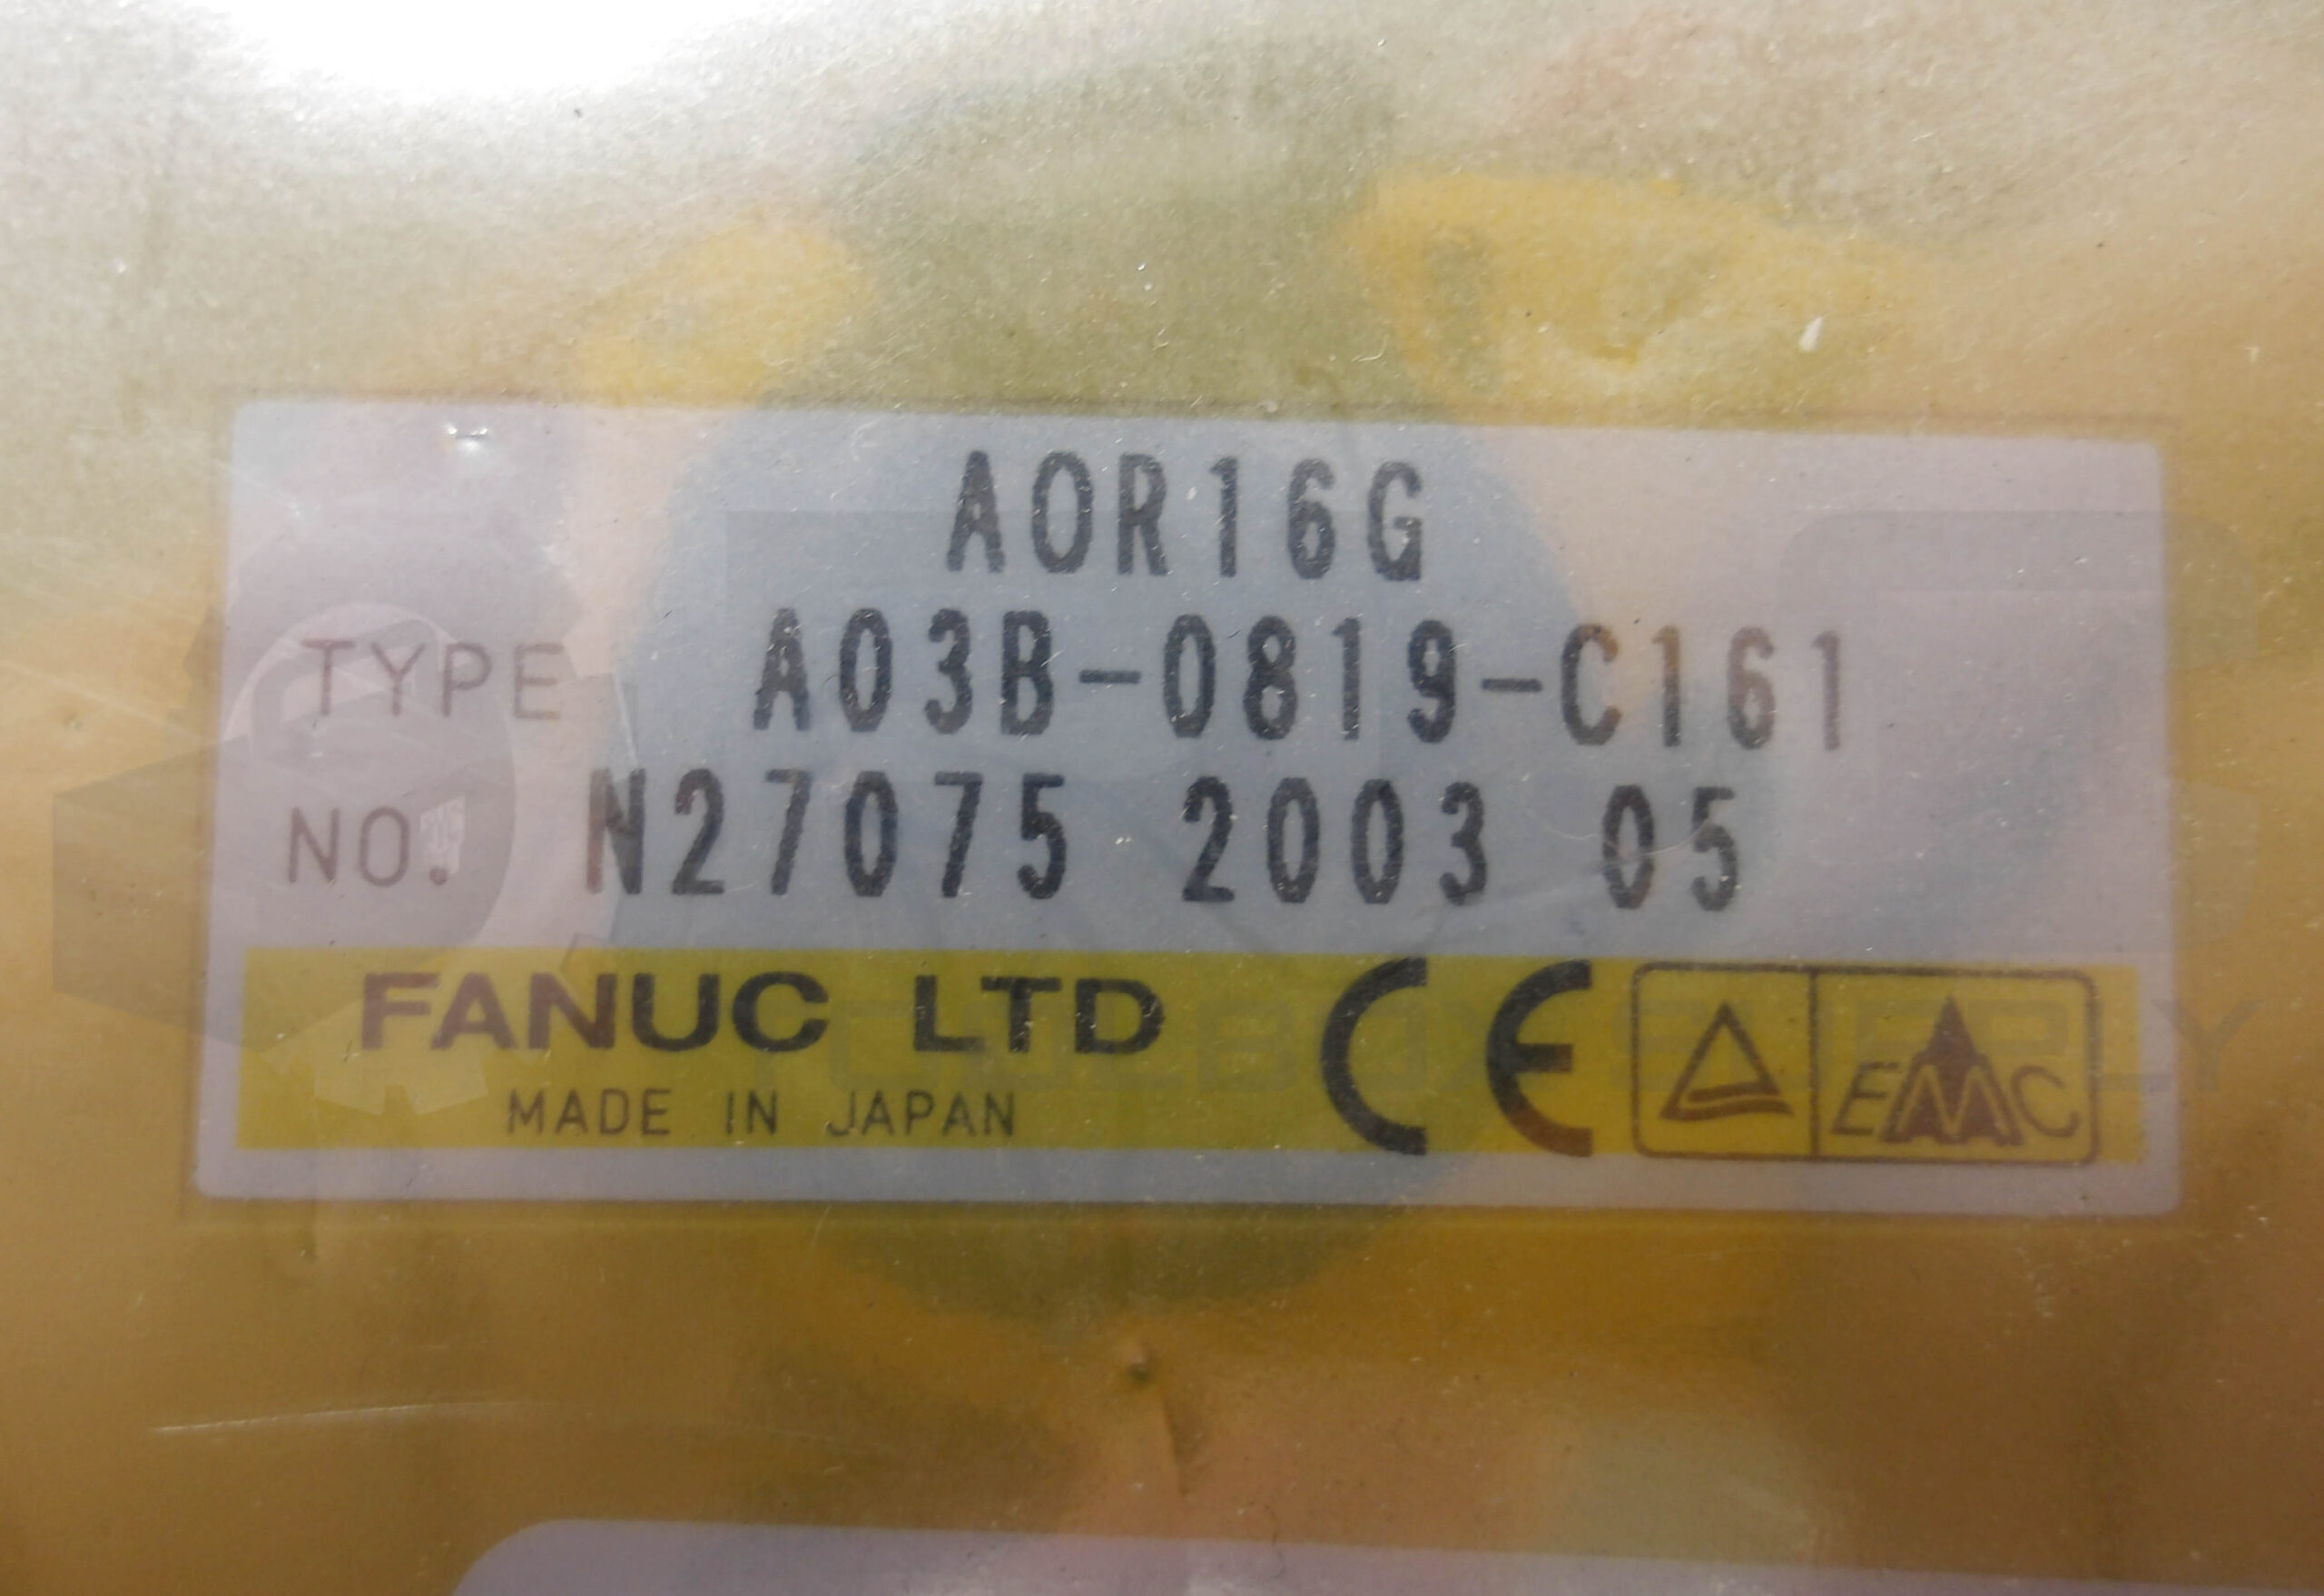 AOR16G
TYPE A03B-0819-C161
NO. N27075 2003 05
FANUC LTD CE EMC
MADE IN JAPAN